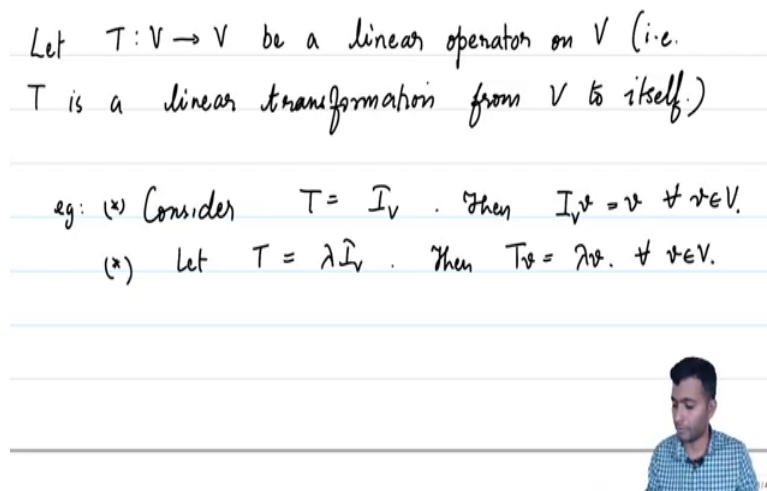 Let T : V → V be a linear operator on V (i.e.
T is a linear transformation from V to itself.)
eg: (*) Consider T = I_V . Then I_V v = v ∀ v ∈ V.
(*) Let T = λI_V . Then Tv = λv. ∀ v ∈ V.